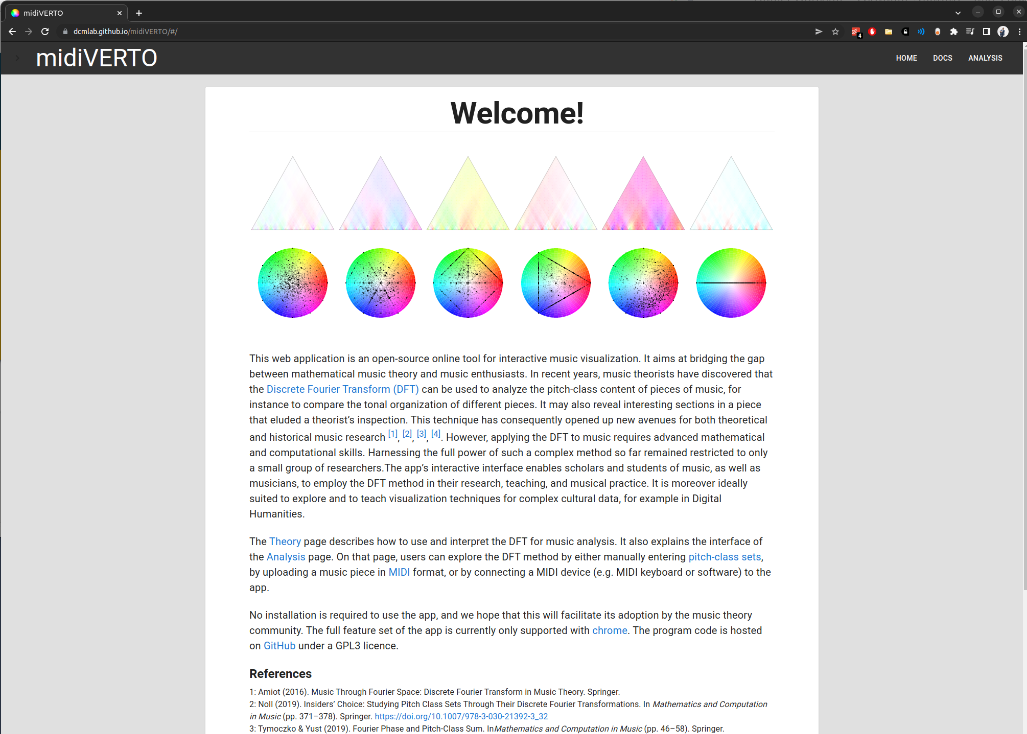 midiVERTO
dcmlab.github.io/midiVERTO/#/
4
midiVERTO
HOME DOCS ANALYSIS
Welcome!
This web application is an open-source online tool for interactive music visualization. It aims at bridging the gap
between mathematical music theory and music enthusiasts. In recent years, music theorists have discovered that
the Discrete Fourier Transform (DFT) can be used to analyze the pitch-class content of pieces of music, for
instance to compare the tonal organization of different pieces. It may also reveal interesting sections in a piece
that eluded a theorist's inspection. This technique has consequently opened up new avenues for both theoretical
and historical music research [1], [2], [3], [4]. However, applying the DFT to music requires advanced mathematical
and computational skills. Harnessing the full power of such a complex method so far remained restricted to only
a small group of researchers.The app's interactive interface enables scholars and students of music, as well as
musicians, to employ the DFT method in their research, teaching, and musical practice. It is moreover ideally
suited to explore and to teach visualization techniques for complex cultural data, for example in Digital
Humanities.
The Theory page describes how to use and interpret the DFT for music analysis. It also explains the interface of
the Analysis page. On that page, users can explore the DFT method by either manually entering pitch-class sets,
by uploading a music piece in MIDI format, or by connecting a MIDI device (e.g. MIDI keyboard or software) to the
app.
No installation is required to use the app, and we hope that this will facilitate its adoption by the music theory
community. The full feature set of the app is currently only supported with chrome. The program code is hosted
on GitHub under a GPL3 licence.
References
1: Amiot (2016). Music Through Fourier Space: Discrete Fourier Transform in Music Theory. Springer.
2: Noll (2019). Insiders' Choice: Studying Pitch Class Sets Through Their Discrete Fourier Transformations. In Mathematics and Computation
in Music (pp. 371–378). Springer. https://doi.org/10.1007/978-3-030-21392-3_32
3: Tymoczko & Yust (2019). Fourier Phase and Pitch-Class Sum. InMathematics and Computation in Music (pp. 46–58). Springer.